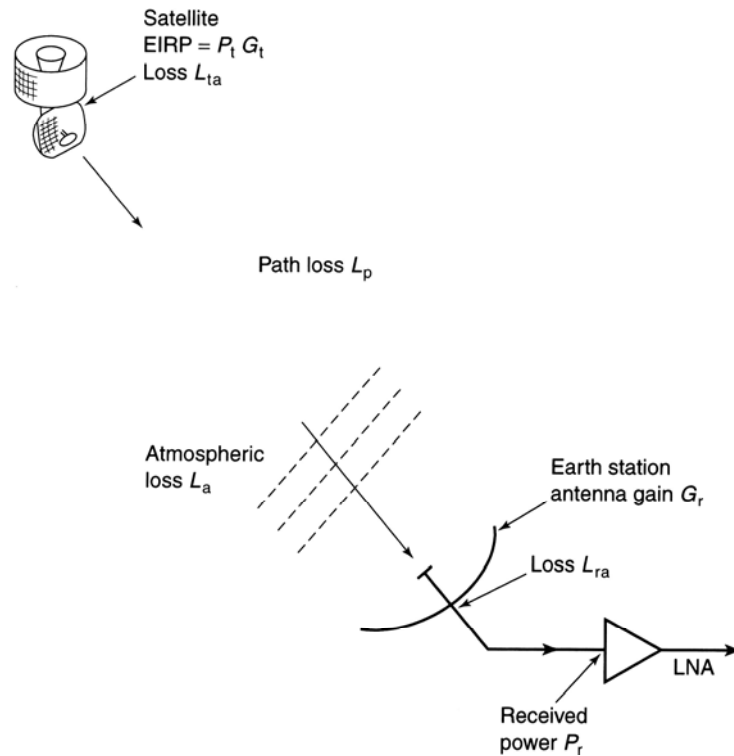 Satellite
EIRP = Pt Gt
Loss Lta
Path loss Lp
Atmospheric
loss La
Earth station
antenna gain Gr
Loss Lra
LNA
Received
power Pr